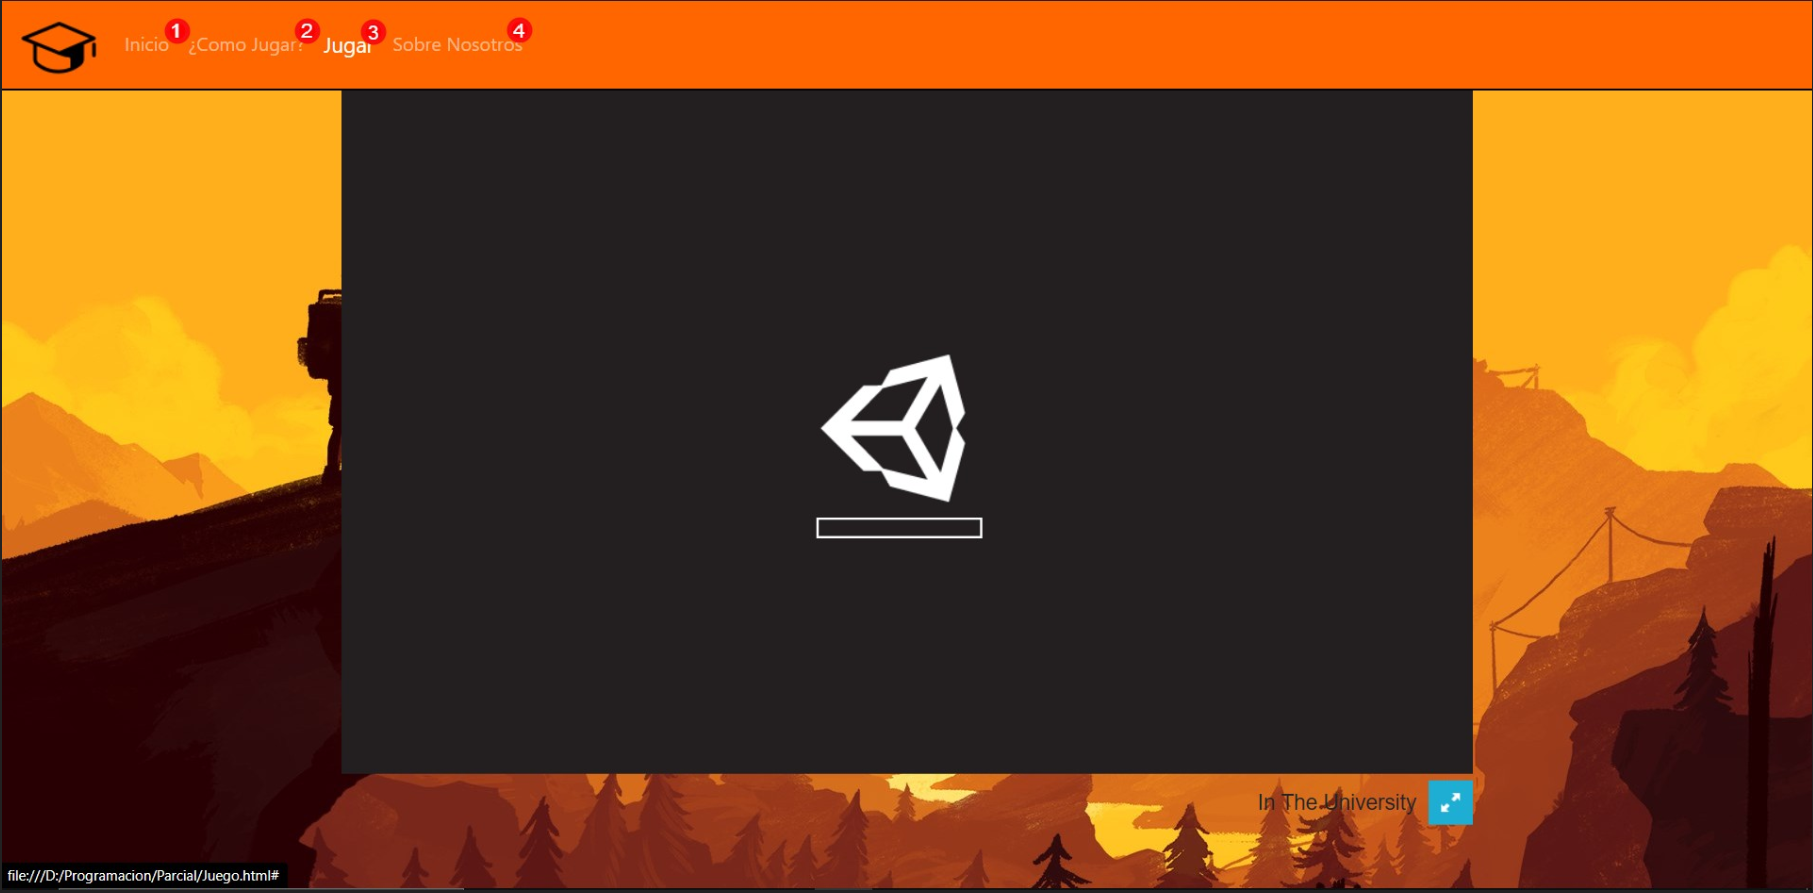 Inicio 1 ¿Como Jugar? 2 Jugar 3 Sobre Nosotros 4
In The University
file:///D:/Programacion/Parcial/Juego.html#